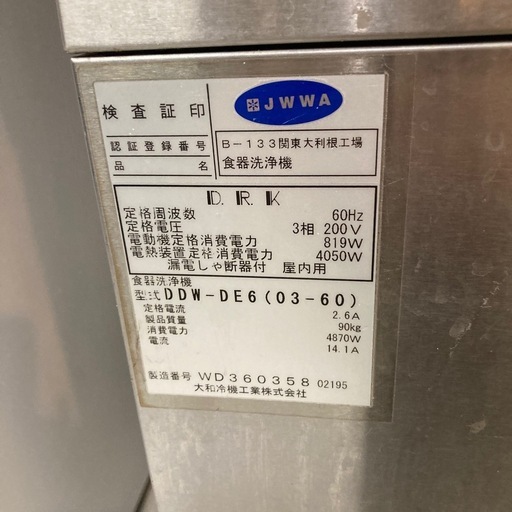 検査証印
JWWA
認証登録番号 B-133関東大利根工場
品名 食器洗浄機
D.R.K
定格周波数 60Hz
定格電圧 3相 200V
電動機定格消費電力 819W
電熱装置定格消費電力 4050W
漏電しゃ断器付 屋内用
食器洗浄機
型式 DDW-DE6(03-60)
定格電流 2.6A
製品質量 90kg
消費電力 4870W
電流 14.1A
製造番号 WD360358 02195
大和冷機工業株式会社